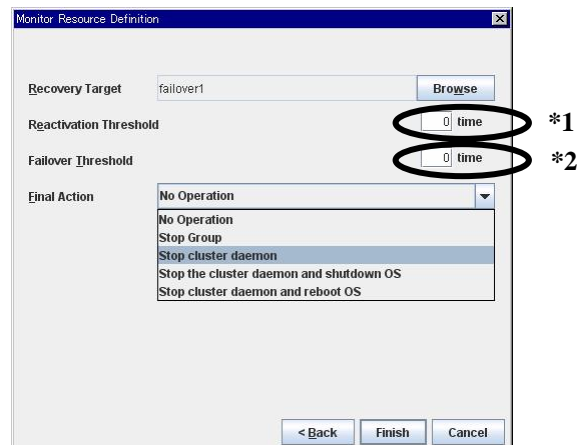 Monitor Resource Definition
Recovery Target failover1 Browse
Reactivation Threshold 0 time *1
Failover Threshold 0 time *2
Final Action No Operation
No Operation
Stop Group
Stop cluster daemon
Stop the cluster daemon and shutdown OS
Stop cluster daemon and reboot OS
< Back Finish Cancel